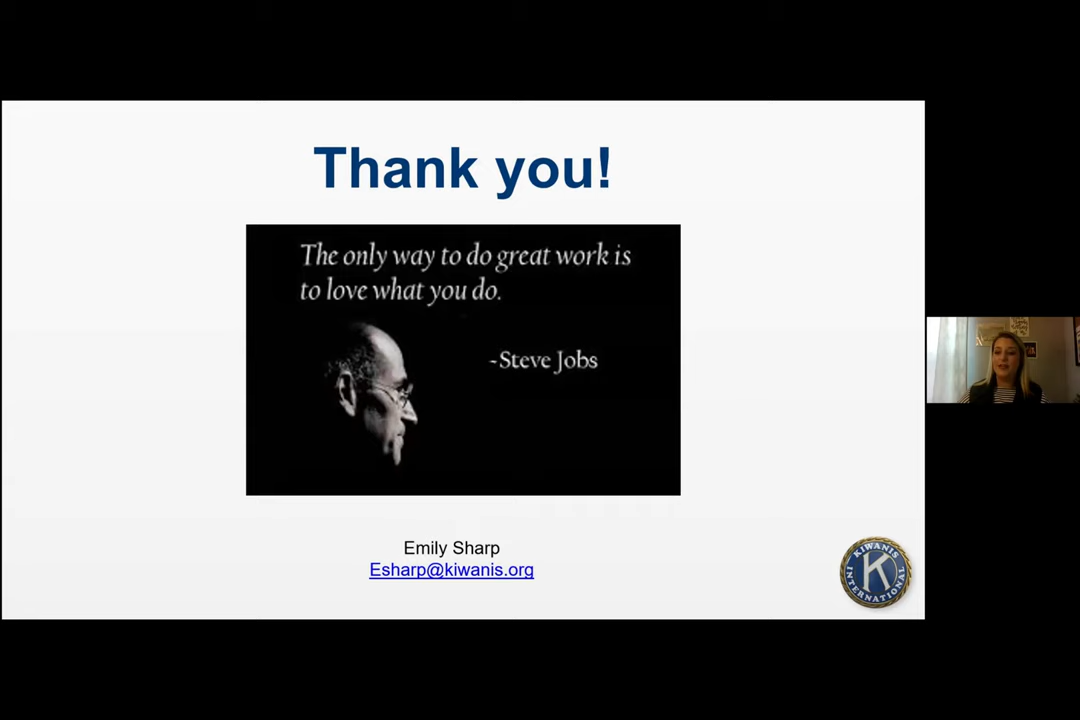 Thank you!
The only way to do great work is
to love what you do.
-Steve Jobs
Emily Sharp
Esharp@kiwanis.org
KIWANIS
K
INTERNATIONAL